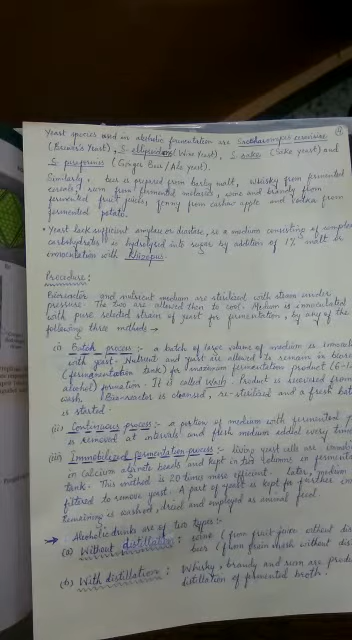 Yeast species used in alcoholic fermentation are Saccharomyces cerevisiae
(Brewer's Yeast), S. ellipsoidens (Wine Yeast), S. sake (Sake yeast) and
S. pireformis (Ginger Beer / Ale yeast).
Similarly, beer is prepared from barley malt, whisky from fermented
cereals, rum from fermented molasses, wine and brandy from
fermented fruit juices, fenny from cashew apple and Vodka from
fermented potato.
• Yeast lack sufficient amylase or diastase, so a medium consisting of complex
carbohydrates is hydrolysed into sugar by addition of 1% malt or
inoculation with Rhizopus.
Procedure:
Bioreactor and nutrient medium are sterilized with steam under
pressure. The two are allowed then to cool. Medium is innoculated
with pure selected strain of yeast for fermentation, by any of the
following three methods →
(i) Batch process :- a batch of large volume of medium is
with yeast. Nutrient and yeast are allowed to remain in
(fermentation tank) for maximum fermentation product (6-
alcohol) formation. It is called Wash. Product is recovered from
wash. Bio-reactor is cleansed, re-sterilized and a fresh
is started.
(ii) Continuous process :- a portion of medium with fermented
is removed at intervals and fresh medium added every time
(iii) Immobilized fermentation process :- living yeast cells are
in calcium alginate beads and kept in tall columns in
tank. This method is 20 times more efficient. Later, medium
filtered to remove yeast. A part of yeast is kept for further
remaining is washed, dried and employed as animal feed.
→ Alcoholic drinks are of two types :-
(a) Without distillation : wine (from fruit juice without
beer (from grain mash without
(b) With distillation : Whisky, brandy and rum are
distillation of fermented broth.